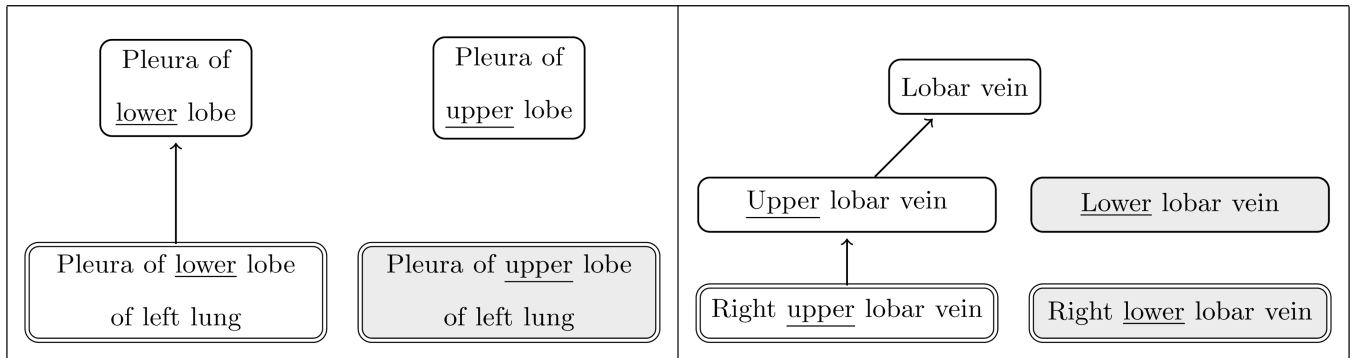 Pleura of
lower lobe
Pleura of
upper lobe
Pleura of lower lobe
of left lung
Pleura of upper lobe
of left lung
Lobar vein
Upper lobar vein
Lower lobar vein
Right upper lobar vein
Right lower lobar vein